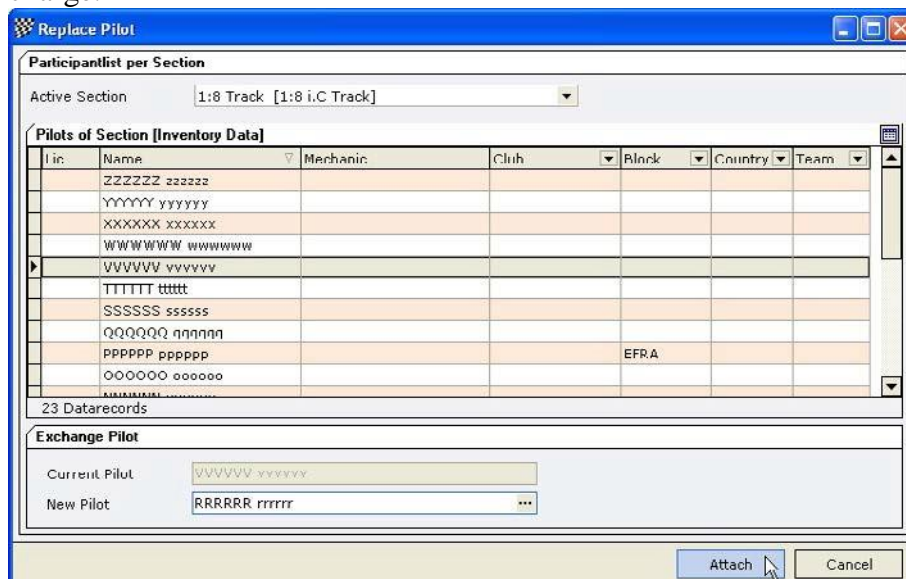 Replace Pilot
Participantlist per Section
Active Section 1:8 Track [1:8 i.C Track]
Pilots of Section [Inventory Data]
Lic Name Mechanic Club Block Country Team
ZZZZZZ zzzzzz
YYYYYY yyyyyy
XXXXXX xxxxxx
WWWWWW wwwwww
VVVVVV vvvvvv
TTTTTT tttttt
SSSSSS ssssss
QQQQQQ qqqqqq
PPPPPP pppppp EFRA
OOOOOO oooooo
23 Datarecords
Exchange Pilot
Current Pilot VVVVVV vvvvvv
New Pilot RRRRRR rrrrrr ...
Attach Cancel